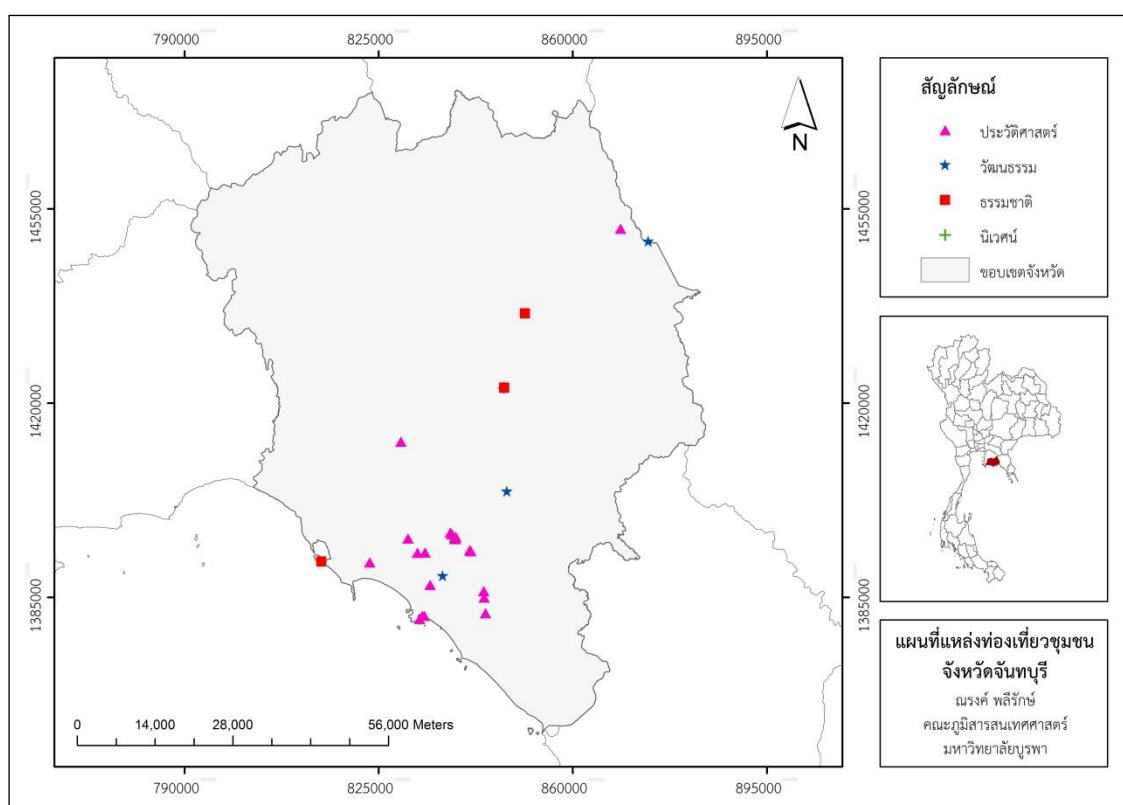 790000
825000
860000
895000
1455000
1420000
1385000
1455000
1420000
1385000
N
0
14,000
28,000
56,000 Meters
790000
825000
860000
895000
สัญลักษณ์
ประวัติศาสตร์
วัฒนธรรม
ธรรมชาติ
นิเวศน์
ขอบเขตจังหวัด
แผนที่แหล่งท่องเที่ยวชุมชน
จังหวัดจันทบุรี
ณรงค์ พลีรักษ์
คณะภูมิสารสนเทศศาสตร์
มหาวิทยาลัยบูรพา